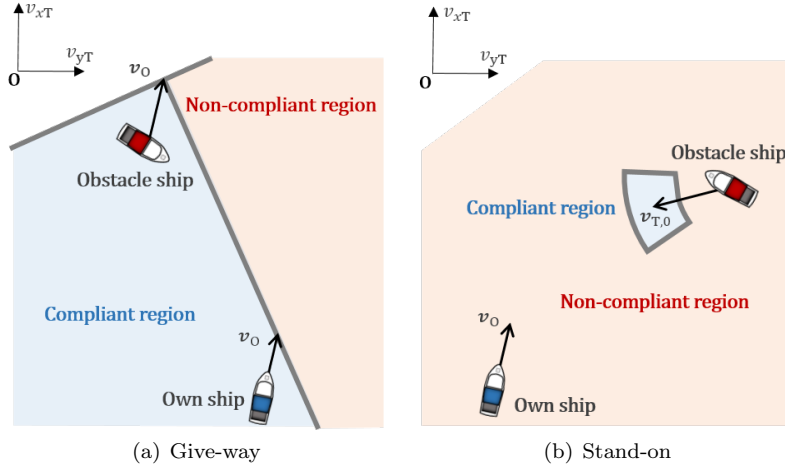 v_xT
v_yT
O
v_O
Non-compliant region
Obstacle ship
Compliant region
v_O
Own ship
(a) Give-way
v_xT
v_yT
O
Obstacle ship
Compliant region
v_T,0
Non-compliant region
v_O
Own ship
(b) Stand-on